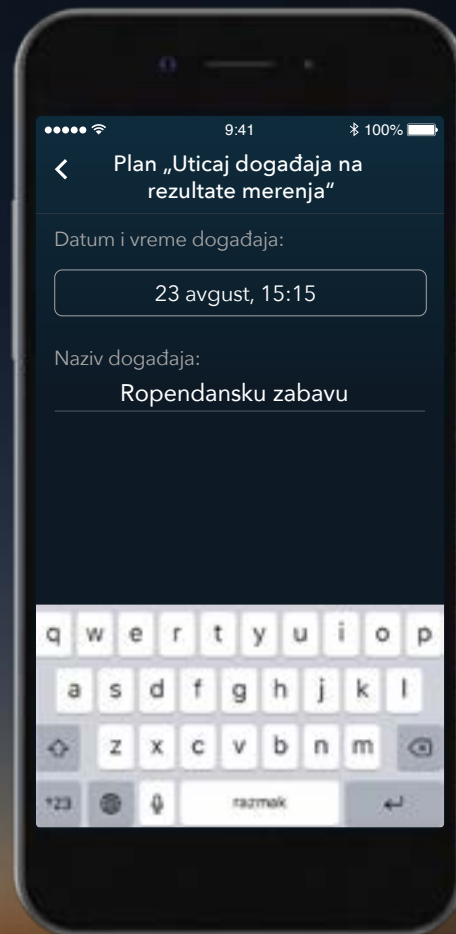 9:41
100%
Plan „Uticaj događaja na
rezultate merenja“
Datum i vreme događaja:
23 avgust, 15:15
Naziv događaja:
Ropendansku zabavu
q w e r t y u i o p
a s d f g h j k l
z x c v b n m
razmak